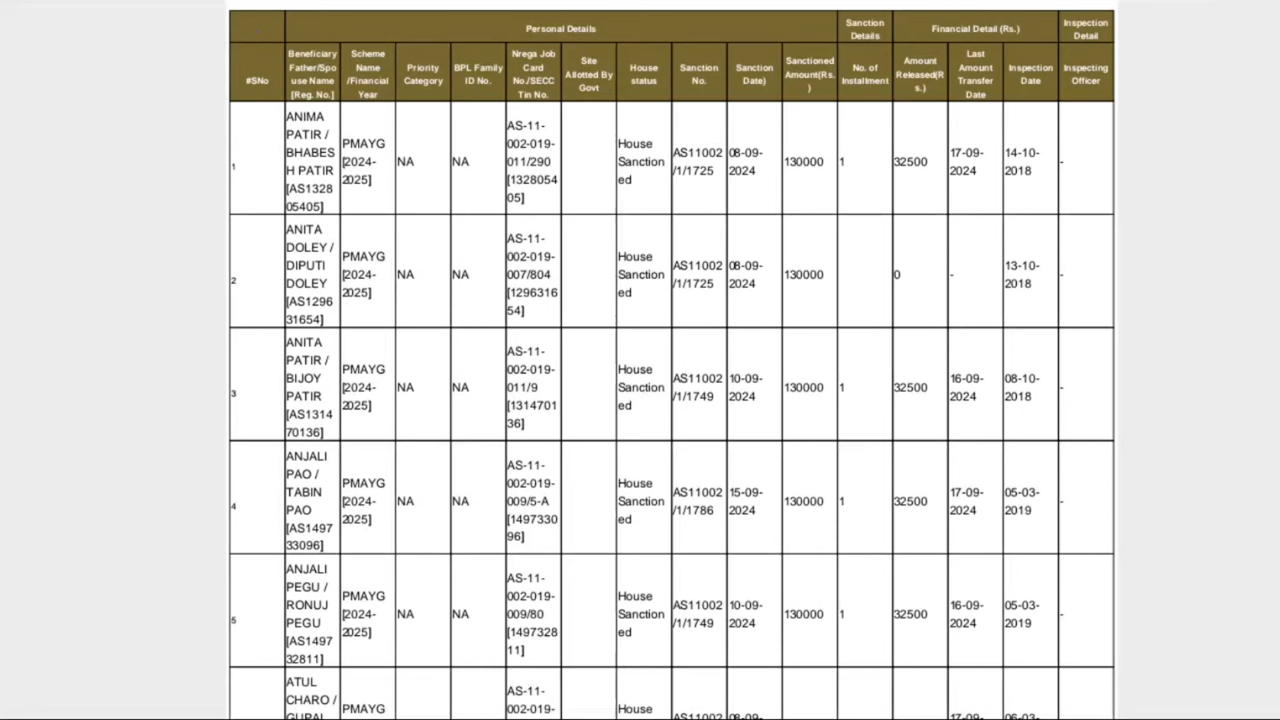 Personal Details Sanction Details Financial Detail (Rs.) Inspection Detail
#SNo Beneficiary Father/Spouse Name [Reg. No.] Scheme Name /Financial Year Priority Category BPL Family ID No. Nrega Job Card No./SECC Tin No. Site Allotted By Govt House status Sanction No. Sanction Date) Sanctioned Amount(Rs.) No. of Installment Amount Released(Rs.) Last Amount Transfer Date Inspection Date Inspecting Officer
1 ANIMA PATIR / BHABESH PATIR [AS132805405] PMAYG [2024-2025] NA NA AS-11-002-019-011/290 [132805405] House Sanctioned AS11002/1/1725 08-09-2024 130000 1 32500 17-09-2024 14-10-2018 -
2 ANITA DOLEY / DIPUTI DOLEY [AS129631654] PMAYG [2024-2025] NA NA AS-11-002-019-007/804 [129631654] House Sanctioned AS11002/1/1725 08-09-2024 130000 0 - 13-10-2018 -
3 ANITA PATIR / BIJOY PATIR [AS131470136] PMAYG [2024-2025] NA NA AS-11-002-019-011/9 [131470136] House Sanctioned AS11002/1/1749 10-09-2024 130000 1 32500 16-09-2024 08-10-2018 -
4 ANJALI PAO / TABIN PAO [AS149733096] PMAYG [2024-2025] NA NA AS-11-002-019-009/5-A [149733096] House Sanctioned AS11002/1/1786 15-09-2024 130000 1 32500 17-09-2024 05-03-2019 -
5 ANJALI PEGU / RONUJ PEGU [AS149732811] PMAYG [2024-2025] NA NA AS-11-002-019-009/80 [149732811] House Sanctioned AS11002/1/1749 10-09-2024 130000 1 32500 16-09-2024 05-03-2019 -
ATUL CHARO / GUPAL PMAYG AS-11-002-019- House AS11002 08-09- 17-09- 06-03-